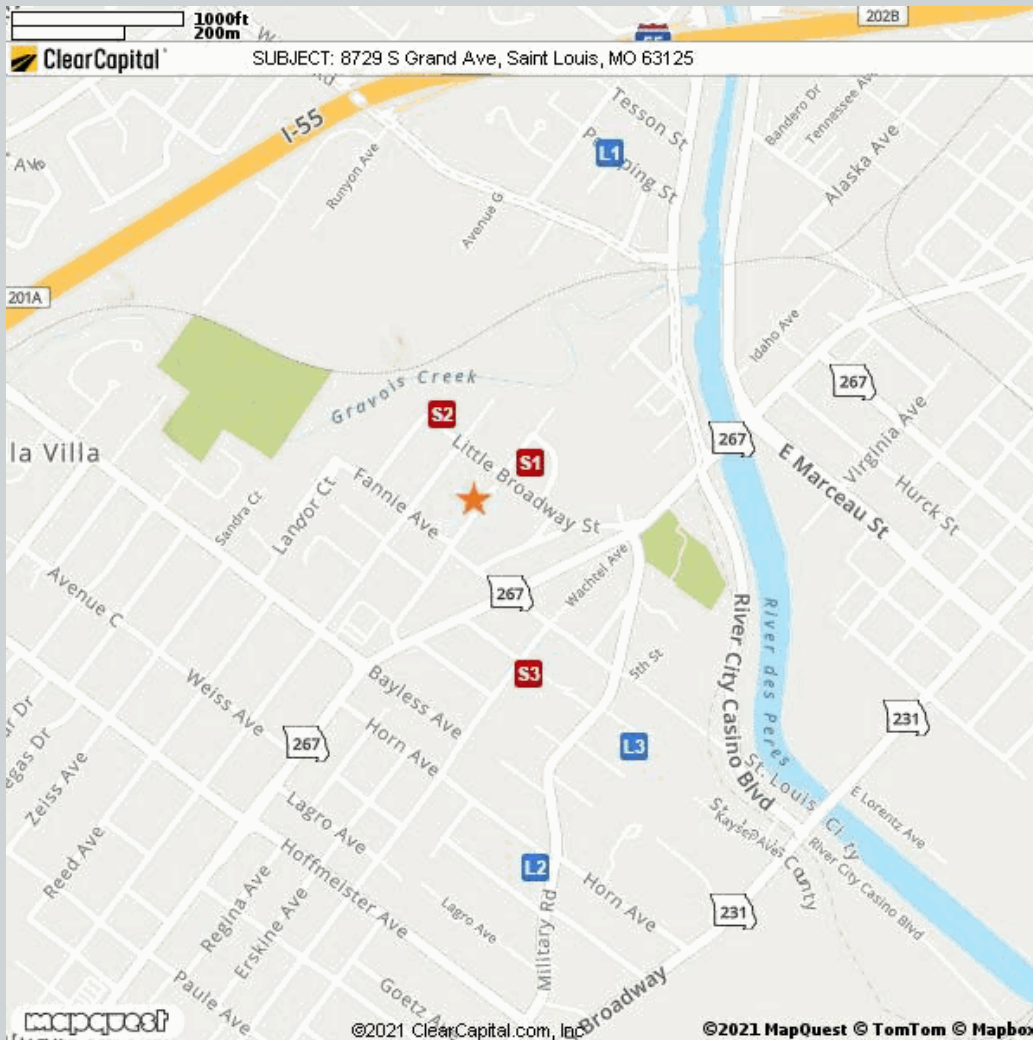 1000ft
200m
202B
55
ClearCapital
SUBJECT: 8729 S Grand Ave, Saint Louis, MO 63125
I-55
Tesson St
Bandero Dr
Tennessee Ave
L1
Alaska Ave
Runyon Ave
Avenue G
201A
Idaho Ave
Gravois Creek
267
S2
la Villa
Little Broadway St
S1
267
Virginia Ave
E Marceau St
Hurck St
Sandra Ct
Landor Ct
Fannie Ave
267
Wachtel Ave
Avenue C
River City Casino Blvd
River des Peres
S3
5th St
Weiss Ave
Bayless Ave
Horn Ave
267
L3
231
Zeiss Ave
Lagro Ave
St. Louis City
St. Louis County
E Lorentz Ave
River City Casino Blvd
Reed Ave
Hoffmeister Ave
L2
Horn Ave
Regina Ave
Erskine Ave
Lagro Ave
Military Rd
231
Paule Ave
Goetz
Broadway
mapquest
©2021 ClearCapital.com, Inc
©2021 MapQuest © TomTom © Mapbox